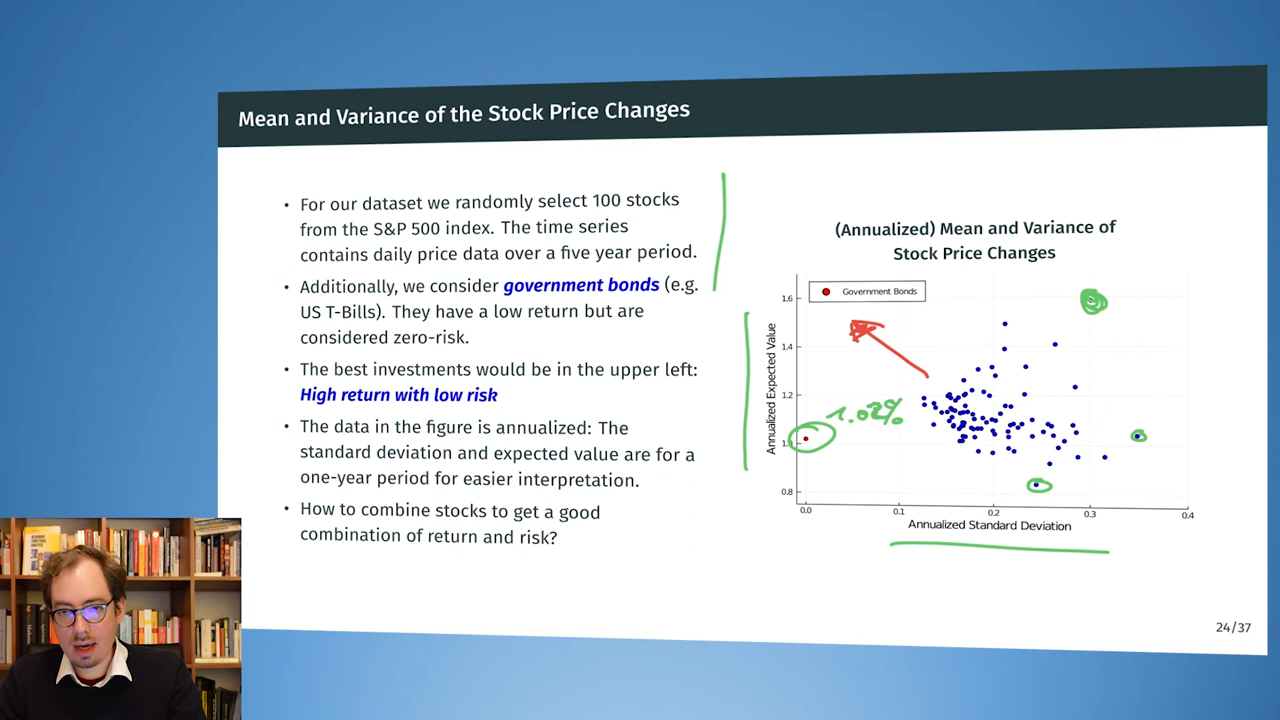 Mean and Variance of the Stock Price Changes
• For our dataset we randomly select 100 stocks
from the S&P 500 index. The time series
contains daily price data over a five year period.
• Additionally, we consider government bonds (e.g.
US T-Bills). They have a low return but are
considered zero-risk.
• The best investments would be in the upper left:
High return with low risk
• The data in the figure is annualized: The
standard deviation and expected value are for a
one-year period for easier interpretation.
• How to combine stocks to get a good
combination of return and risk?
(Annualized) Mean and Variance of
Stock Price Changes
Government Bonds
Annualized Expected Value
1.6
1.4
1.2
1.02%
0.8
0.0 0.1 0.2 0.3 0.4
Annualized Standard Deviation
24/37